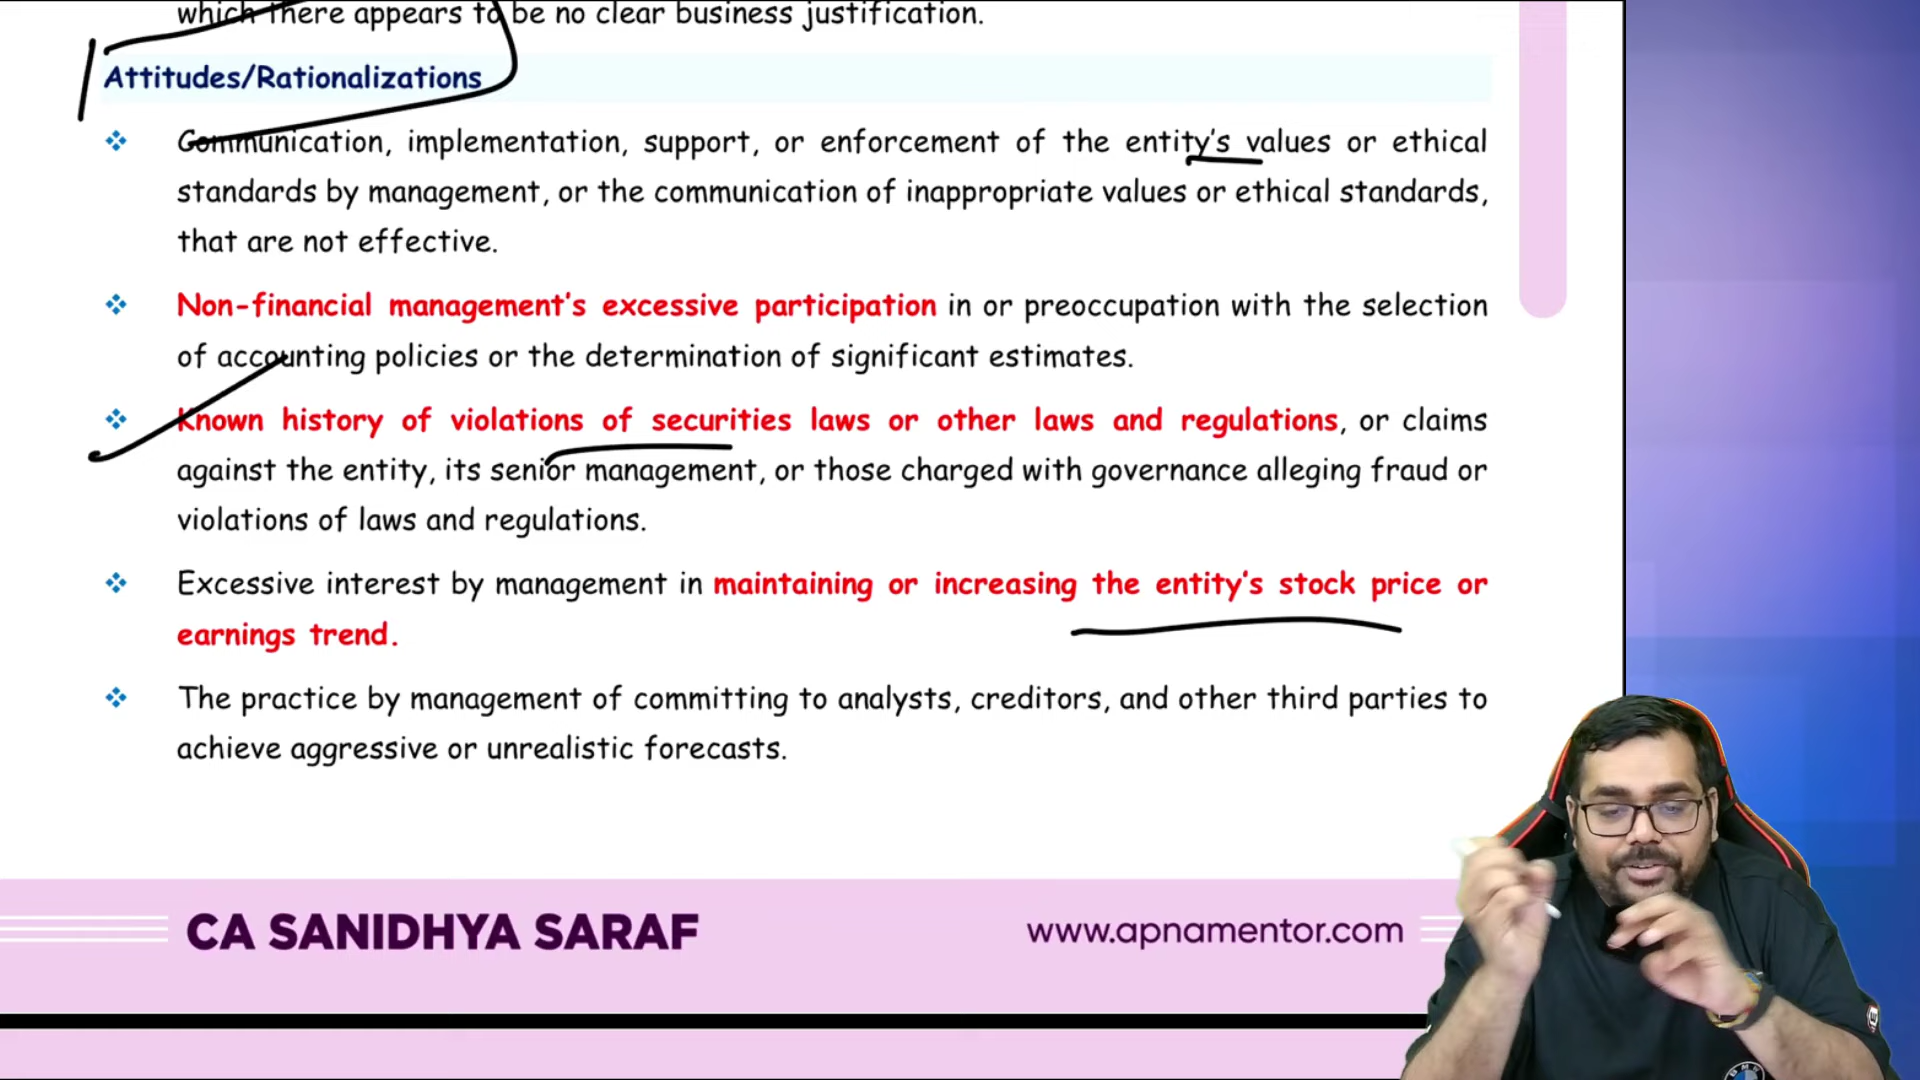 which there appears to be no clear business justification.
Attitudes/Rationalizations
Communication, implementation, support, or enforcement of the entity's values or ethical
standards by management, or the communication of inappropriate values or ethical standards,
that are not effective.
Non-financial management's excessive participation in or preoccupation with the selection
of accounting policies or the determination of significant estimates.
Known history of violations of securities laws or other laws and regulations, or claims
against the entity, its senior management, or those charged with governance alleging fraud or
violations of laws and regulations.
Excessive interest by management in maintaining or increasing the entity's stock price or
earnings trend.
The practice by management of committing to analysts, creditors, and other third parties to
achieve aggressive or unrealistic forecasts.
CA SANIDHYA SARAF
www.apnamentor.com